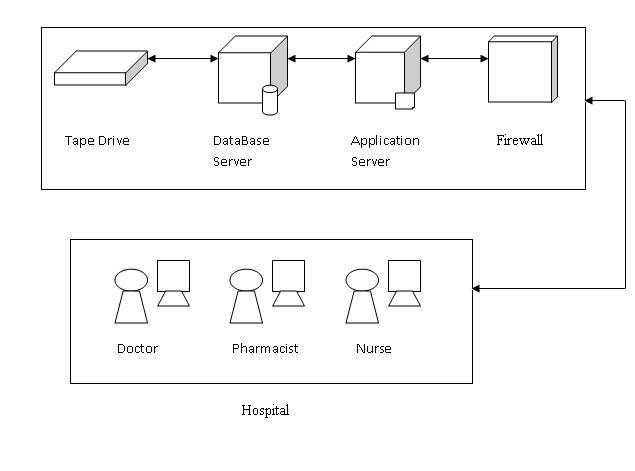 Tape Drive
DataBase
Server
Application
Server
Firewall
Doctor
Pharmacist
Nurse
Hospital